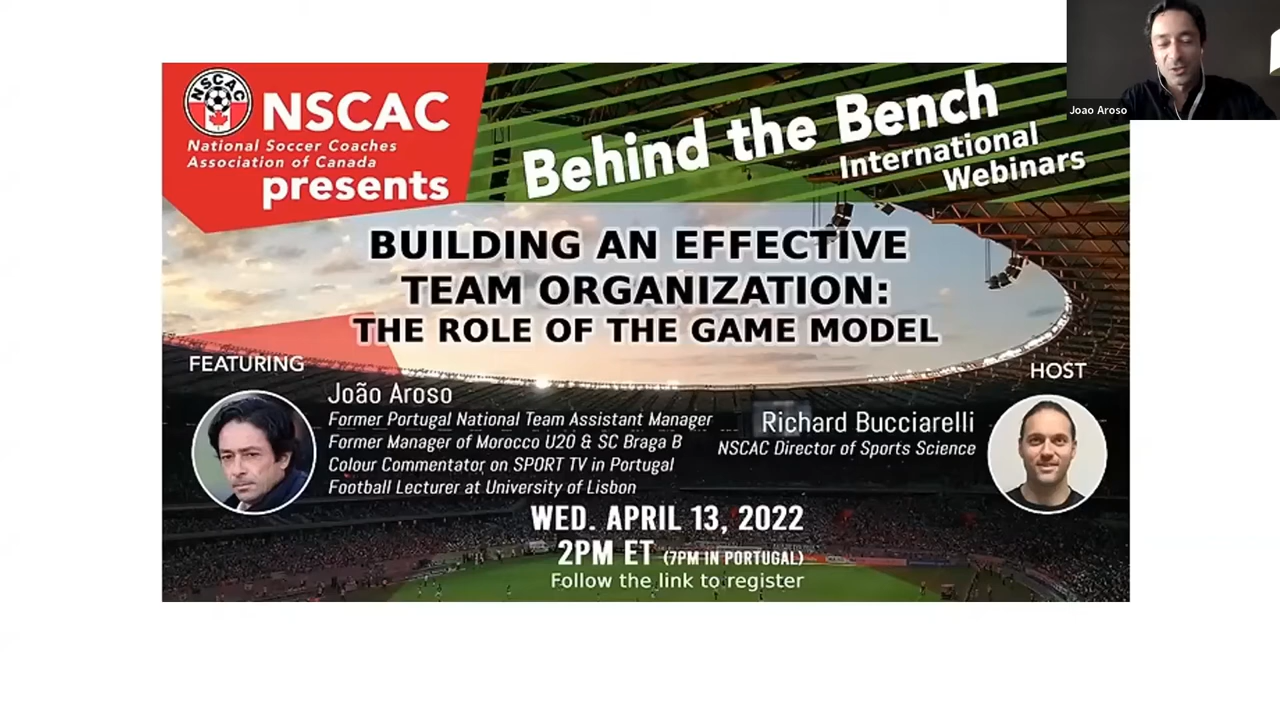 Joao Aroso
NSCAC
NSCAC
National Soccer Coaches
Association of Canada
presents
Behind the Bench
International
Webinars
BUILDING AN EFFECTIVE
TEAM ORGANIZATION:
THE ROLE OF THE GAME MODEL
FEATURING
João Aroso
Former Portugal National Team Assistant Manager
Former Manager of Morocco U20 & SC Braga B
Colour Commentator on SPORT TV in Portugal
Football Lecturer at University of Lisbon
HOST
Richard Bucciarelli
NSCAC Director of Sports Science
WED. APRIL 13, 2022
2PM ET (7PM IN PORTUGAL)
Follow the link to register